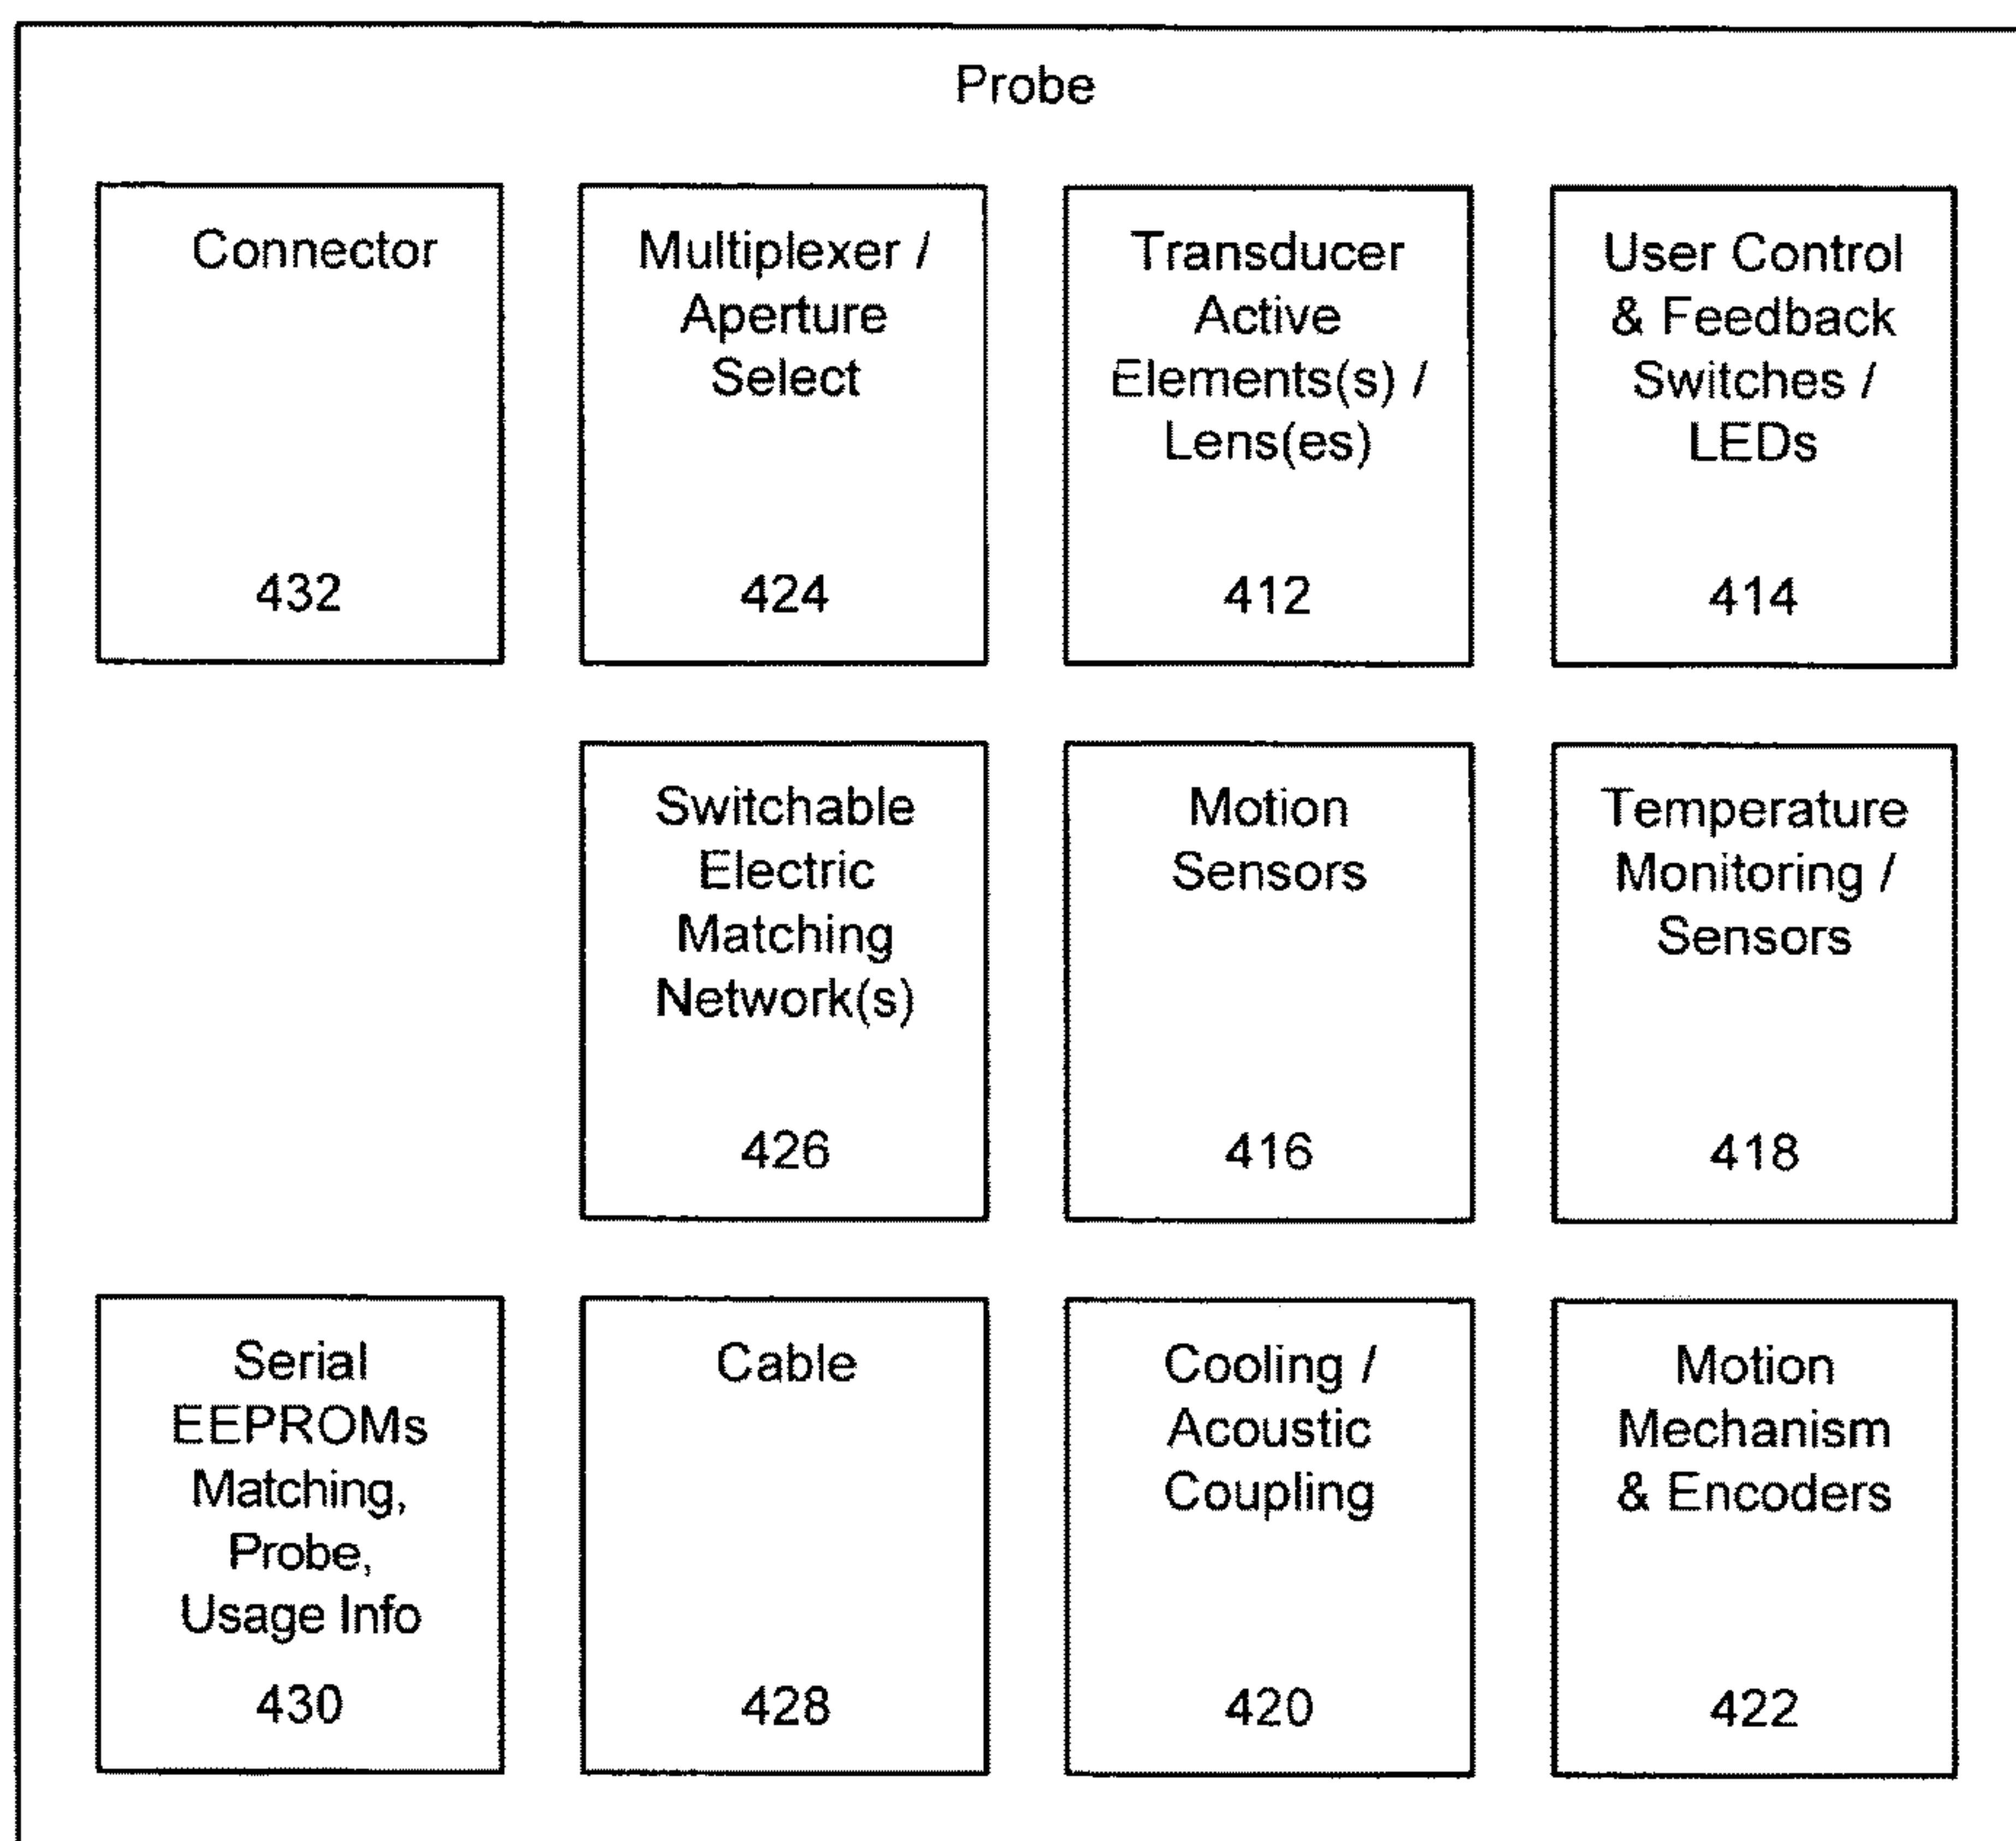 Probe
Connector
432
Multiplexer /
Aperture
Select
424
Transducer
Active
Elements(s) /
Lens(es)
412
User Control
& Feedback
Switches /
LEDs
414
Switchable
Electric
Matching
Network(s)
426
Motion
Sensors
416
Temperature
Monitoring /
Sensors
418
Serial
EEPROMs
Matching,
Probe,
Usage Info
430
Cable
428
Cooling /
Acoustic
Coupling
420
Motion
Mechanism
& Encoders
422